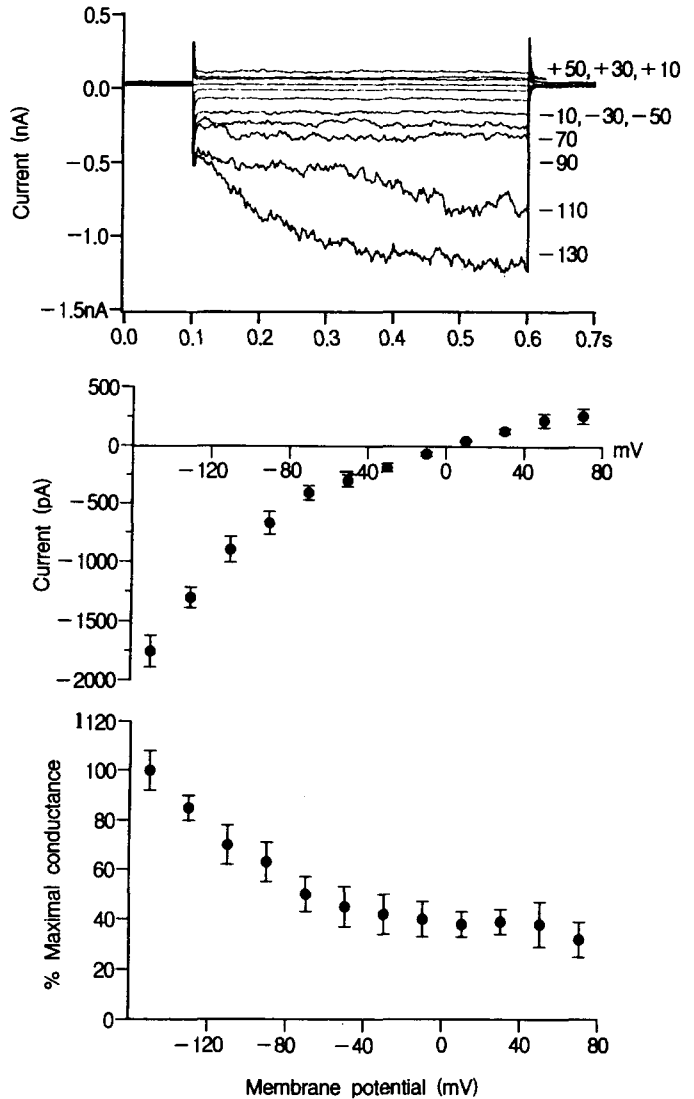 0.5
0.0
−0.5
−1.0
−1.5nA
Current (nA)
+50,+30,+10
−10,−30,−50
−70
−90
−110
−130
0.0 0.1 0.2 0.3 0.4 0.5 0.6 0.7s
500
0
−500
−1000
−1500
−2000
Current (pA)
−120 −80 −40 0 40 80
mV
1120
100
80
60
40
20
0
% Maximal conductance
−120 −80 −40 0 40 80
Membrane potential (mV)